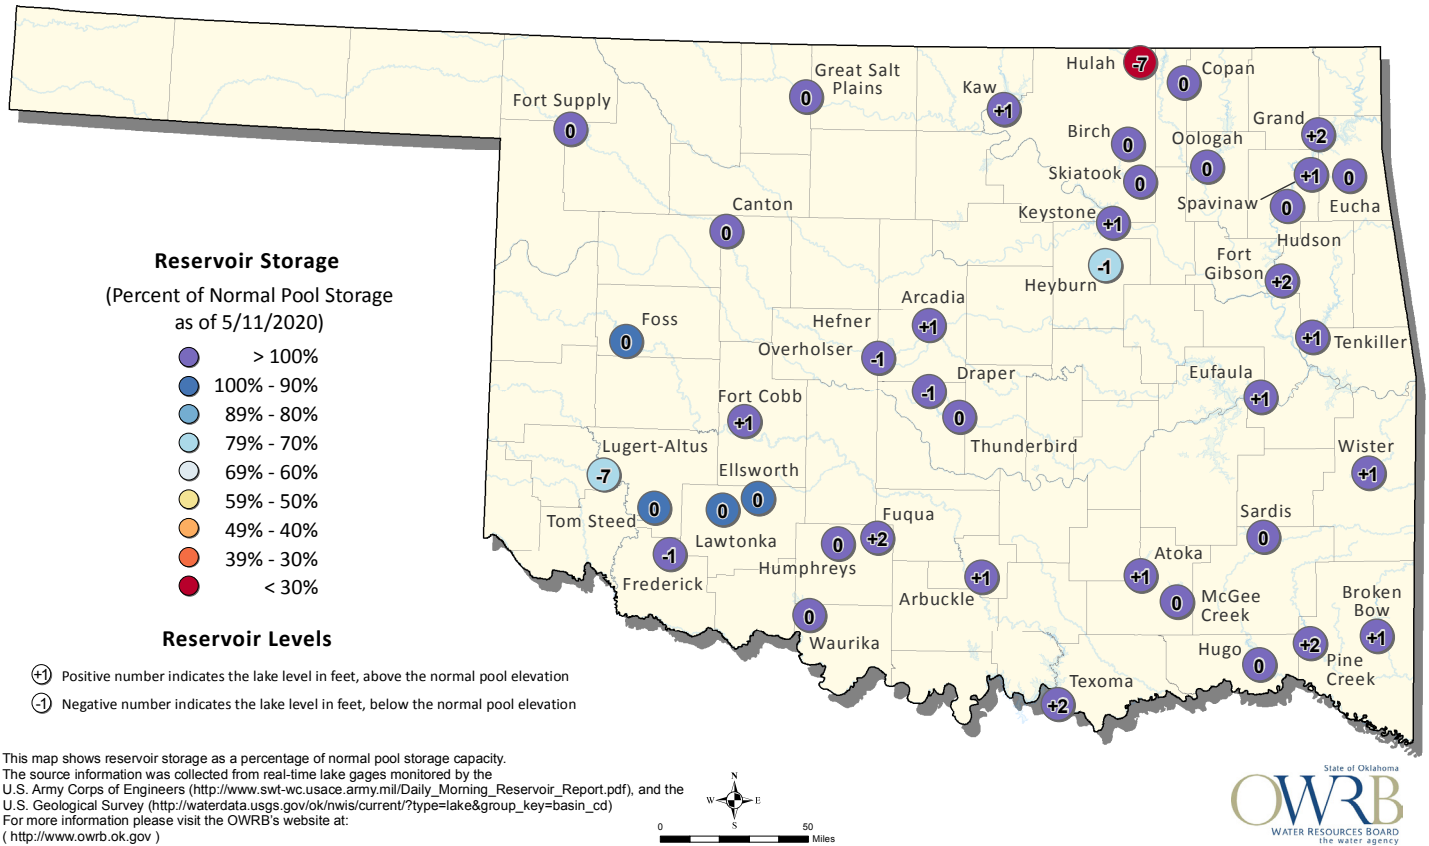 Hulah
-7
Copan
0
Great Salt
Plains
0
Kaw
+1
Fort Supply
0
Grand
+2
Birch
0
Oologah
0
Skiatook
0
Spavinaw
+1
0
Eucha
0
Hudson
Canton
0
Keystone
+1
Heyburn
-1
Fort
Gibson
+2
Arcadia
+1
Hefner
Overholser
-1
Foss
0
Tenkiller
+1
Draper
-1
Eufaula
+1
Fort Cobb
+1
0
Thunderbird
Lugert-Altus
-7
Wister
+1
Ellsworth
0
Tom Steed
0
0
Lawtonka
Fuqua
+2
Sardis
0
0
Humphreys
-1
Frederick
Atoka
+1
Arbuckle
+1
McGee
Creek
0
Broken
Bow
+1
0
Waurika
Hugo
0
+2
Pine
Creek
Texoma
+2
Reservoir Storage
(Percent of Normal Pool Storage
as of 5/11/2020)
> 100%
100% - 90%
89% - 80%
79% - 70%
69% - 60%
59% - 50%
49% - 40%
39% - 30%
< 30%
Reservoir Levels
+1 Positive number indicates the lake level in feet, above the normal pool elevation
-1 Negative number indicates the lake level in feet, below the normal pool elevation
This map shows reservoir storage as a percentage of normal pool storage capacity.
The source information was collected from real-time lake gages monitored by the
U.S. Army Corps of Engineers (http://www.swt-wc.usace.army.mil/Daily_Morning_Reservoir_Report.pdf), and the
U.S. Geological Survey (http://waterdata.usgs.gov/ok/nwis/current/?type=lake&group_key=basin_cd)
For more information please visit the OWRB's website at:
( http://www.owrb.ok.gov )
N
W E
S
0 50
Miles
State of Oklahoma
OWRB
WATER RESOURCES BOARD
the water agency